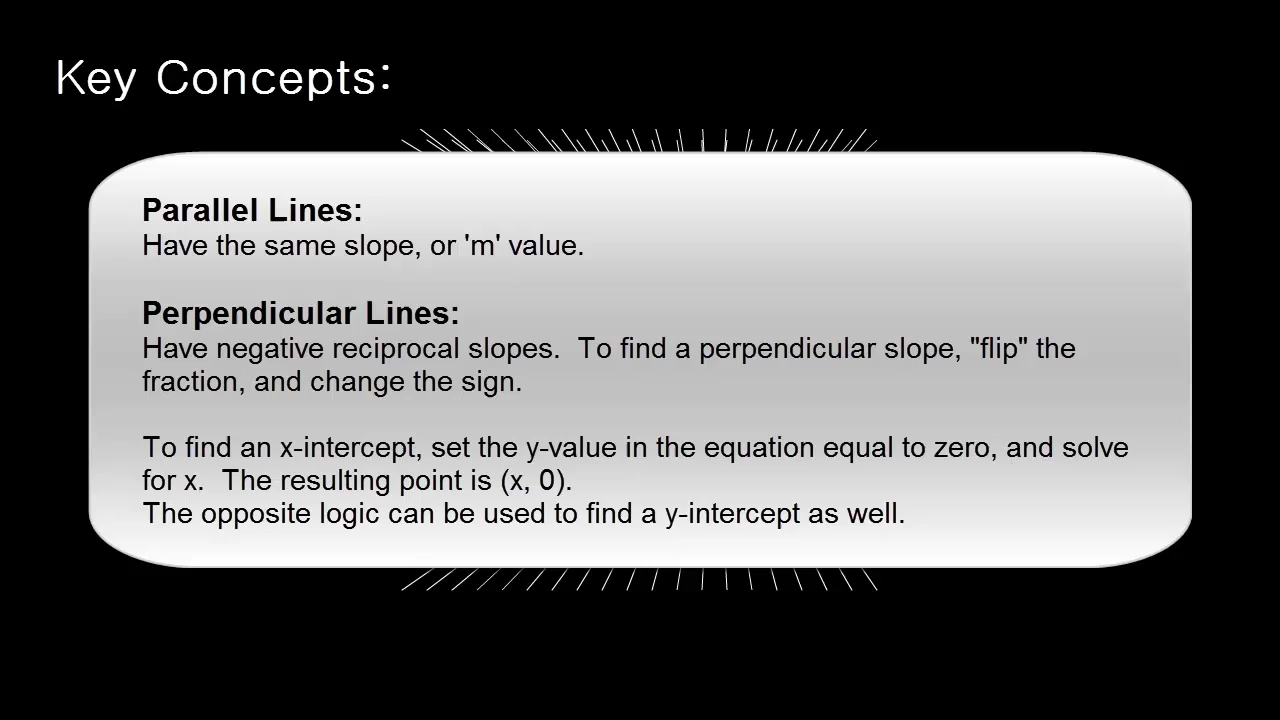 Key Concepts:
Parallel Lines:
Have the same slope, or 'm' value.
Perpendicular Lines:
Have negative reciprocal slopes.  To find a perpendicular slope, "flip" the
fraction, and change the sign.
To find an x-intercept, set the y-value in the equation equal to zero, and solve
for x.  The resulting point is (x, 0).
The opposite logic can be used to find a y-intercept as well.